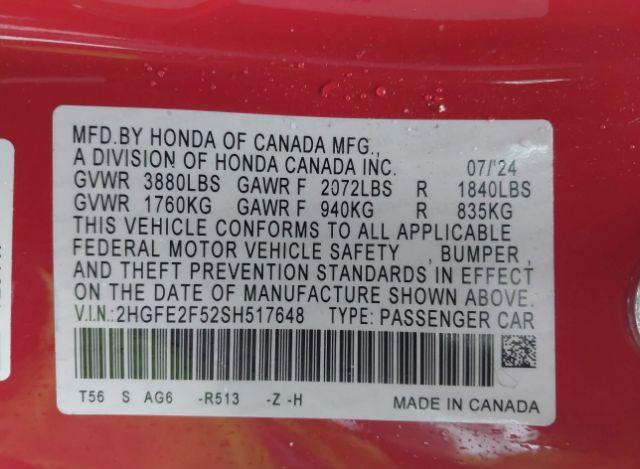 MFD.BY HONDA OF CANADA MFG.,
A DIVISION OF HONDA CANADA INC. 07/'24
GVWR 3880LBS GAWR F 2072LBS R 1840LBS
GVWR 1760KG GAWR F 940KG R 835KG
THIS VEHICLE CONFORMS TO ALL APPLICABLE
FEDERAL MOTOR VEHICLE SAFETY , BUMPER,
AND THEFT PREVENTION STANDARDS IN EFFECT
ON THE DATE OF MANUFACTURE SHOWN ABOVE.
V.I.N.:2HGFE2F52SH517648 TYPE: PASSENGER CAR
T56 S AG6 -R513 -Z -H
MADE IN CANADA